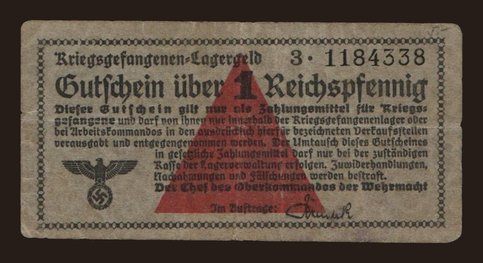 Kriegsgefangenen-Lagergeld 3 · 1184338
Gutschein über 1 Reichspfennig
Dieser Gutschein gilt nur als Zahlungsmittel für Kriegs-
gefangene und darf von ihnen nur innerhalb der Kriegsgefangenenlager oder
bei Arbeitskommandos in den ausdrücklich hierfür bezeichneten Verkaufsstellen
verausgabt und entgegengenommen werden. Der Umtausch dieses Gutscheines
in gesetzliche Zahlungsmittel darf nur bei der zuständigen
Kasse der Lagerverwaltung erfolgen. Zuwiderhandlungen,
Nachahmungen und Fälschungen werden bestraft.
Der Chef des Oberkommandos der Wehrmacht
Im Auftrage: